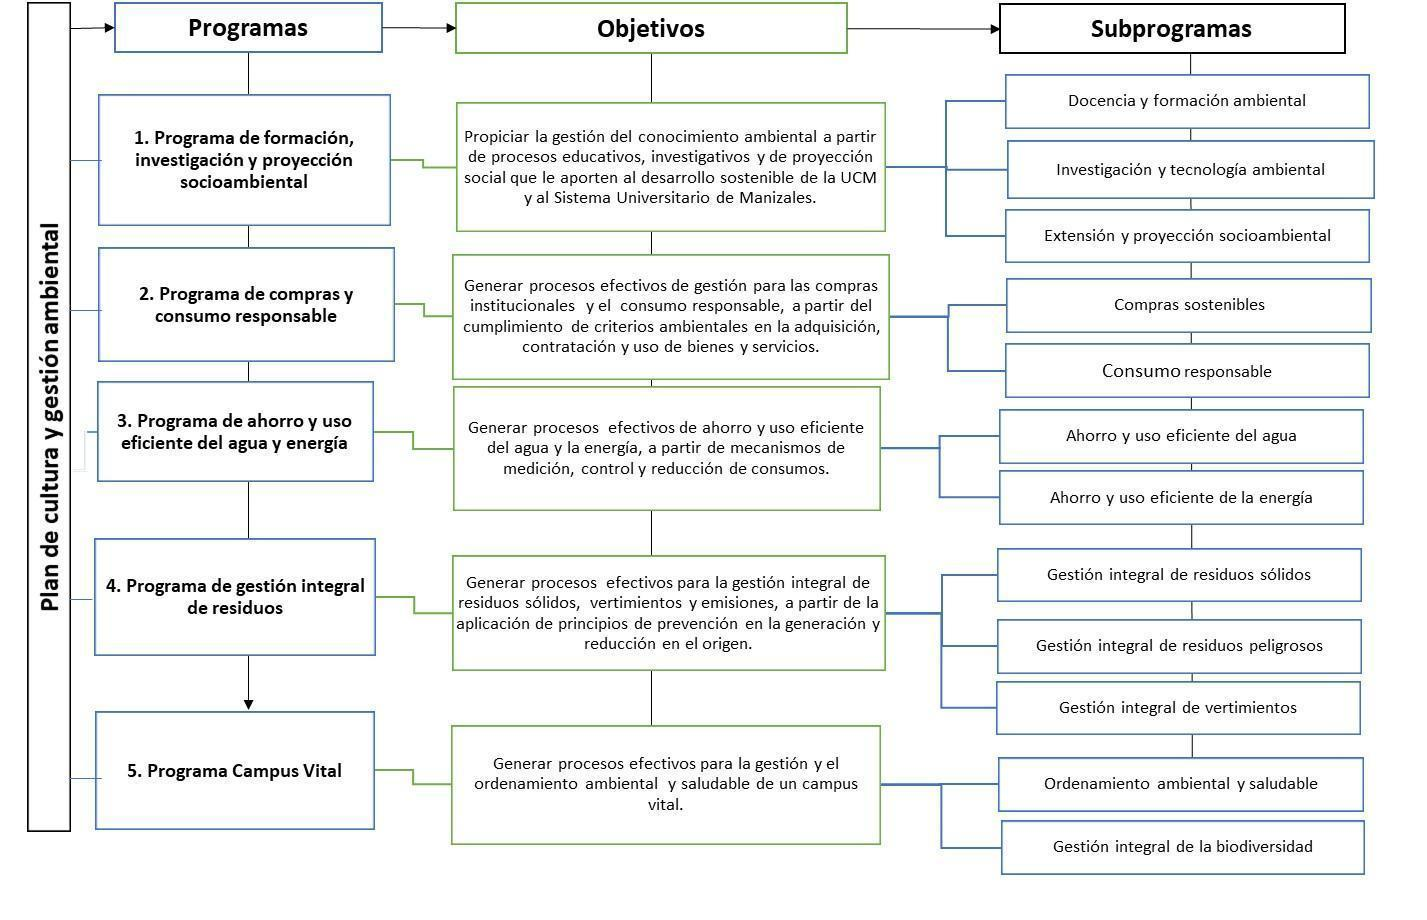 Plan de cultura y gestión ambiental
Programas
Objetivos
Subprogramas
1. Programa de formación,
investigación y proyección
socioambiental
Propiciar la gestión del conocimiento ambiental a partir
de procesos educativos, investigativos y de proyección
social que le aporten al desarrollo sostenible de la UCM
y al Sistema Universitario de Manizales.
Docencia y formación ambiental
Investigación y tecnología ambiental
Extensión y proyección socioambiental
2. Programa de compras y
consumo responsable
Generar procesos efectivos de gestión para las compras
institucionales y el consumo responsable, a partir del
cumplimiento de criterios ambientales en la adquisición,
contratación y uso de bienes y servicios.
Compras sostenibles
Consumo responsable
3. Programa de ahorro y uso
eficiente del agua y energía
Generar procesos efectivos de ahorro y uso eficiente
del agua y la energía, a partir de mecanismos de
medición, control y reducción de consumos.
Ahorro y uso eficiente del agua
Ahorro y uso eficiente de la energía
4. Programa de gestión integral
de residuos
Generar procesos efectivos para la gestión integral de
residuos sólidos, vertimientos y emisiones, a partir de la
aplicación de principios de prevención en la generación y
reducción en el origen.
Gestión integral de residuos sólidos
Gestión integral de residuos peligrosos
Gestión integral de vertimientos
5. Programa Campus Vital
Generar procesos efectivos para la gestión y el
ordenamiento ambiental y saludable de un campus
vital.
Ordenamiento ambiental y saludable
Gestión integral de la biodiversidad